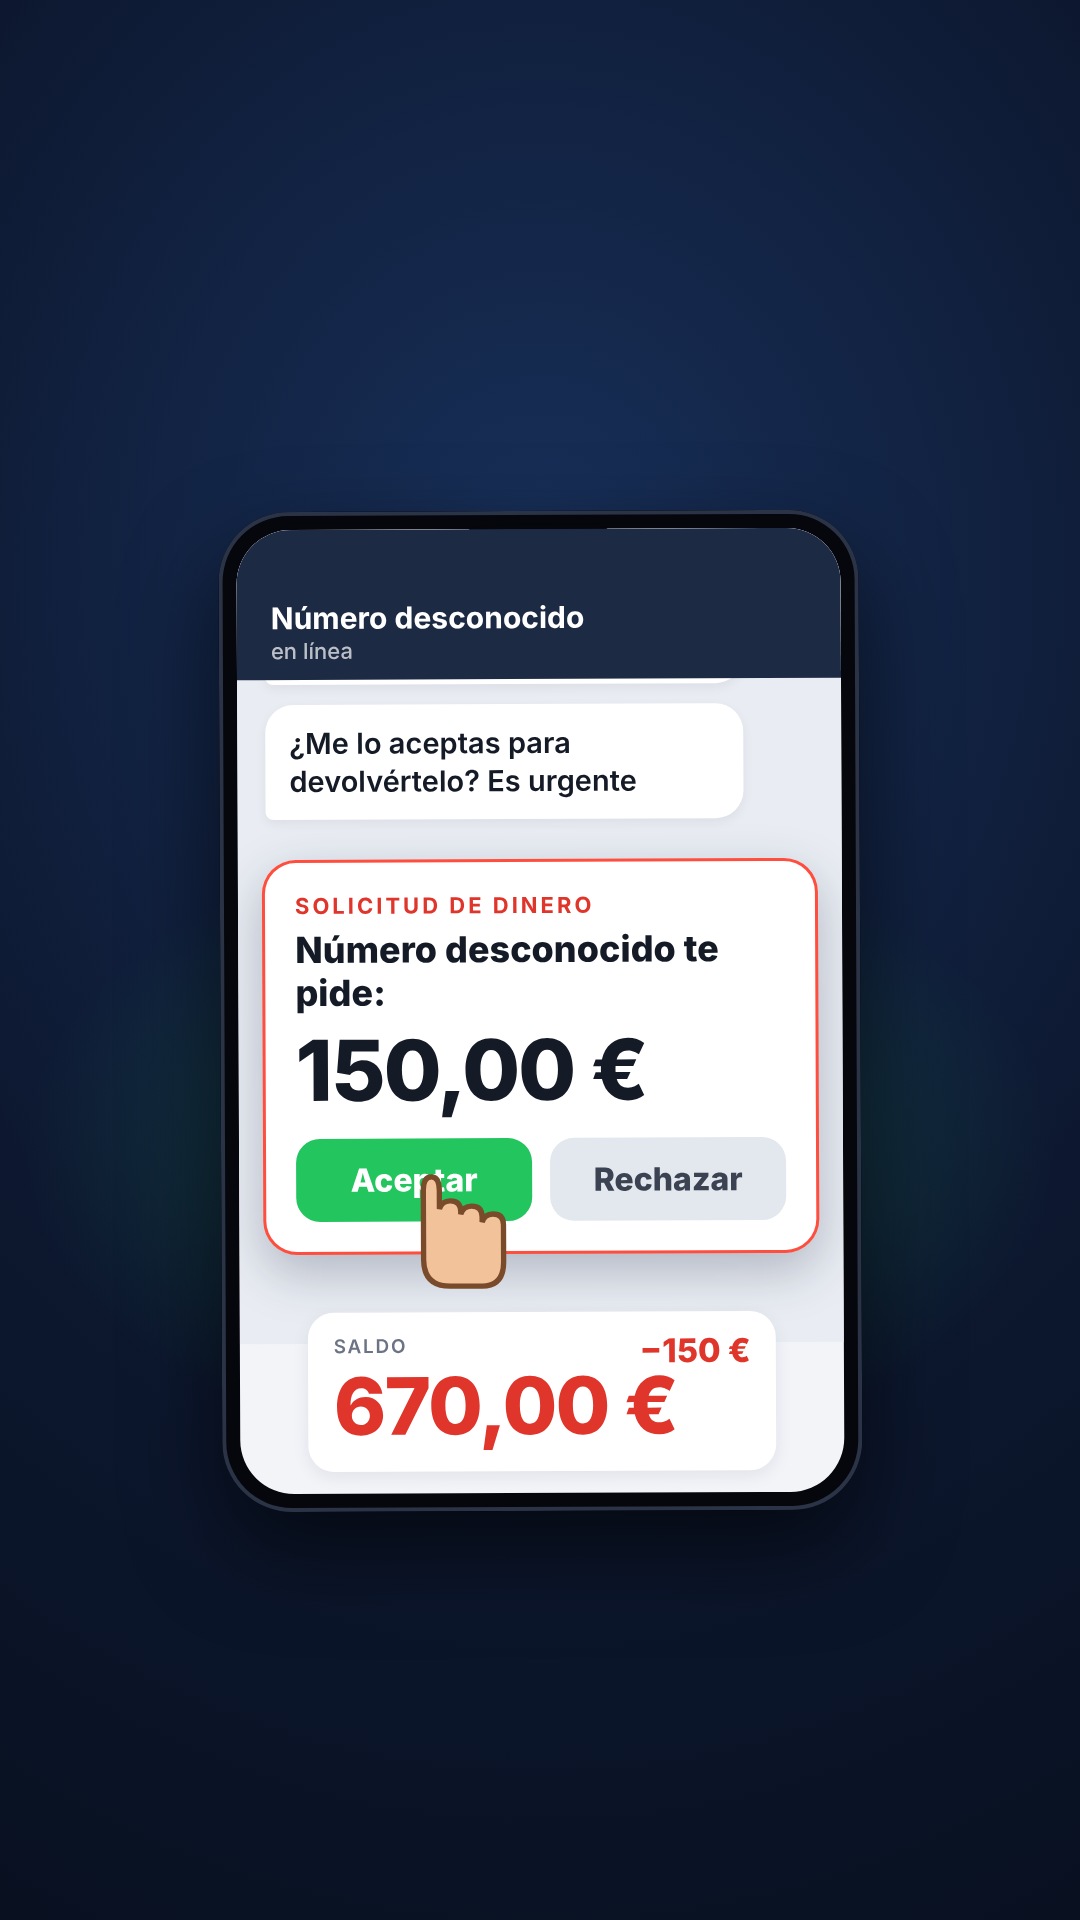 Número desconocido
en línea
¿Me lo aceptas para
devolvértelo? Es urgente
SOLICITUD DE DINERO
Número desconocido te
pide:
150,00 €
Aceptar
Rechazar
SALDO
−150 €
670,00 €